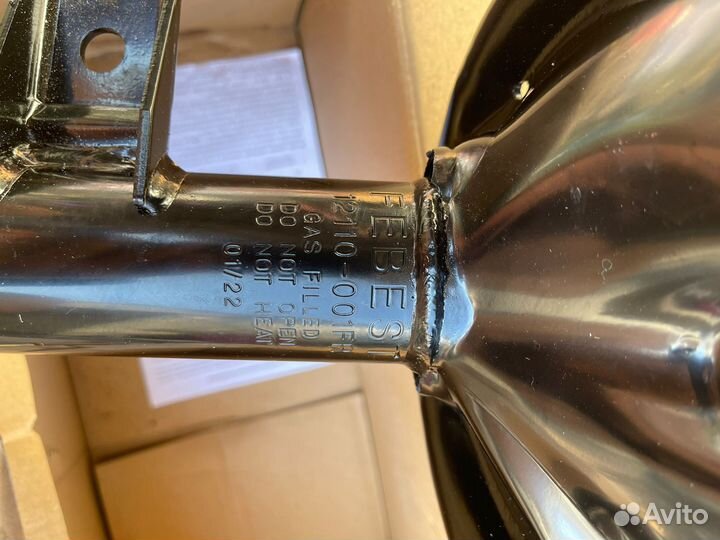 FEBEST
12110-001FR
GAS FILLED
DO NOT OPEN
DO NOT HEAT
01/22
Avito